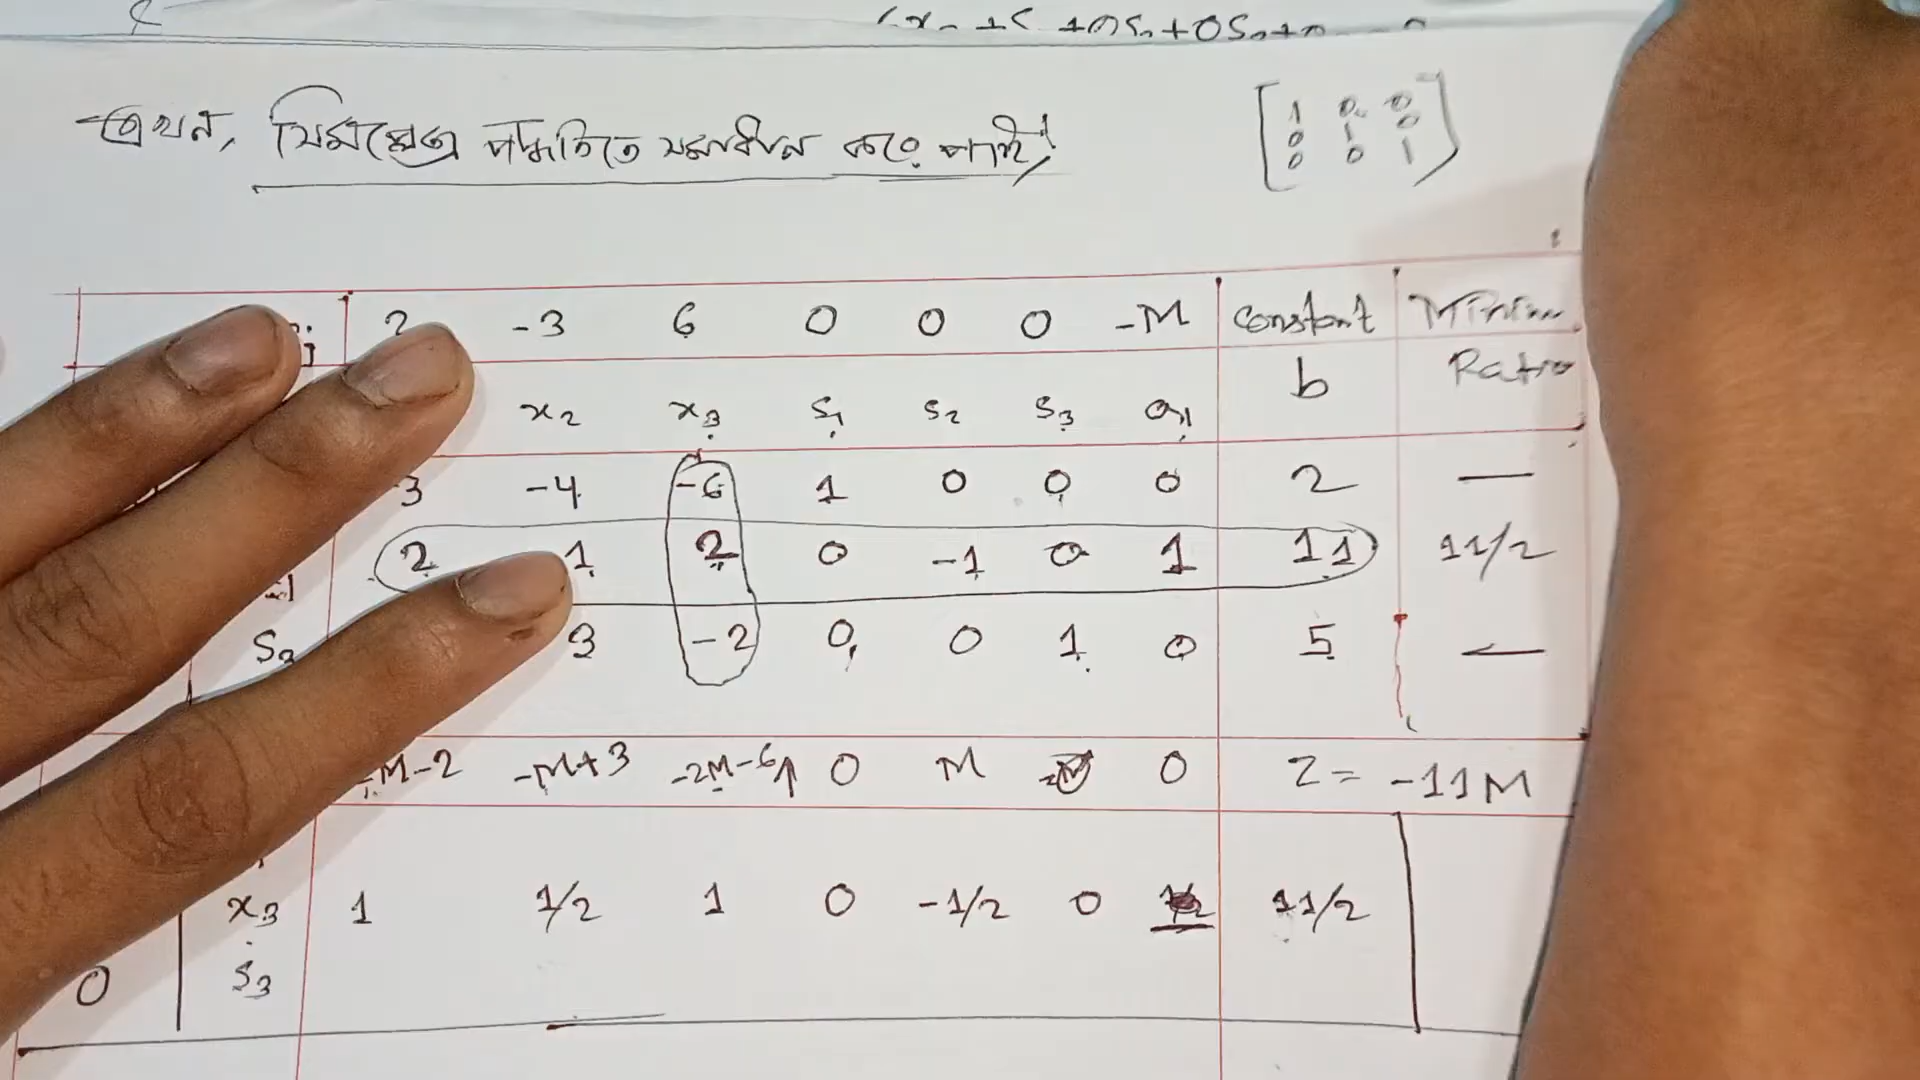 এখন, সিমপ্লেক্স পদ্ধতিতে সমাধান করে পাই!
1 0 0
0 1 0
0 0 1
2 -3 6 0 0 0 -M Constant
b Ratio
x2 x3 S1 S2 S3
3 -4 -6 1 0 0 0 2 —
2 1 2 0 -1 0 1 11 11/2
3 -2 0 0 1 0 5 —
M-2 -M+3 -2M-6↑ 0 M 0 Z = -11M
x3 1 1/2 1 0 -1/2 0 11/2
0 S3